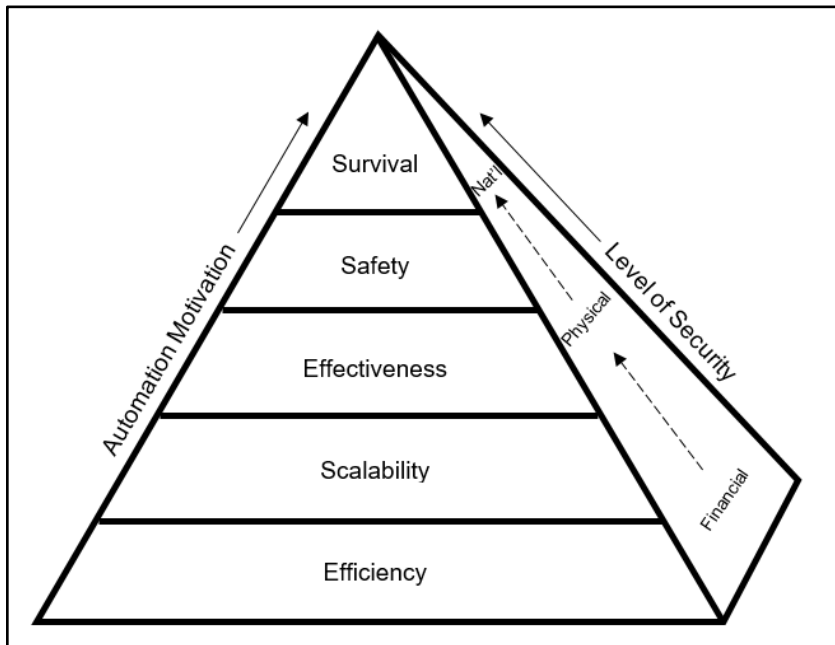 Survival
Safety
Effectiveness
Scalability
Efficiency
Automation Motivation
Level of Security
Nat'l
Physical
Financial